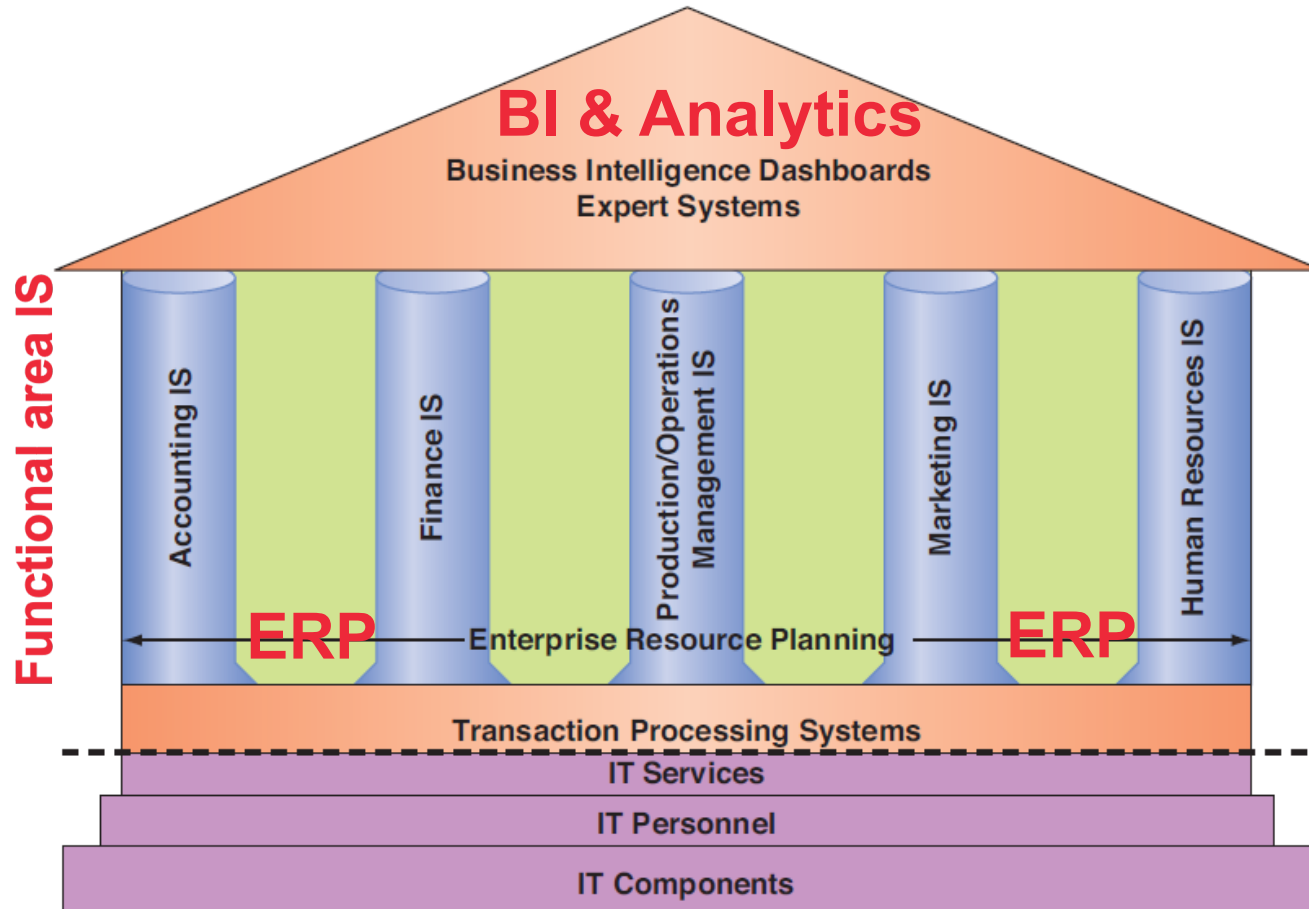 BI & Analytics
Business Intelligence Dashboards
Expert Systems
Functional area IS
Accounting IS
Finance IS
Production/Operations
Management IS
Marketing IS
Human Resources IS
ERP
Enterprise Resource Planning
ERP
Transaction Processing Systems
IT Services
IT Personnel
IT Components